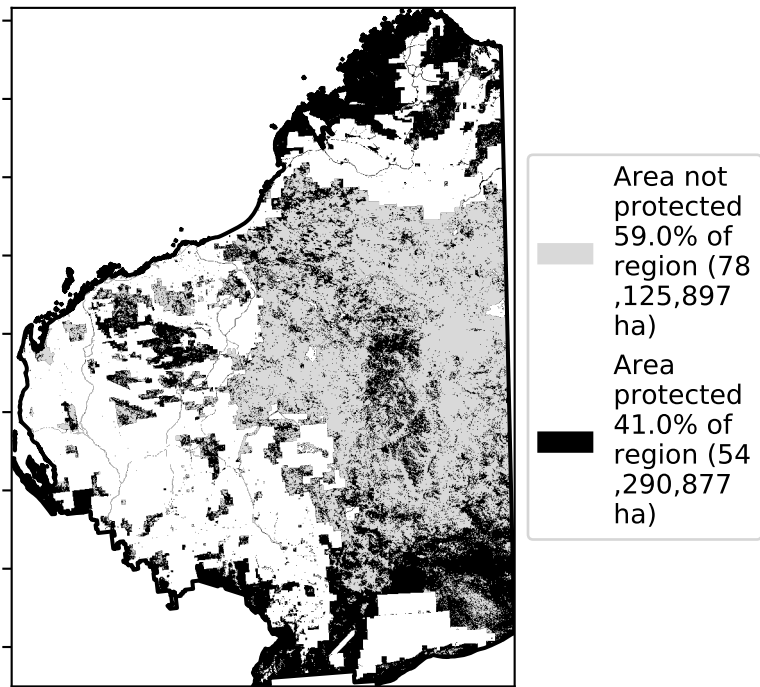 Area not
protected
59.0% of
region (78
,125,897
ha)
Area
protected
41.0% of
region (54
,290,877
ha)